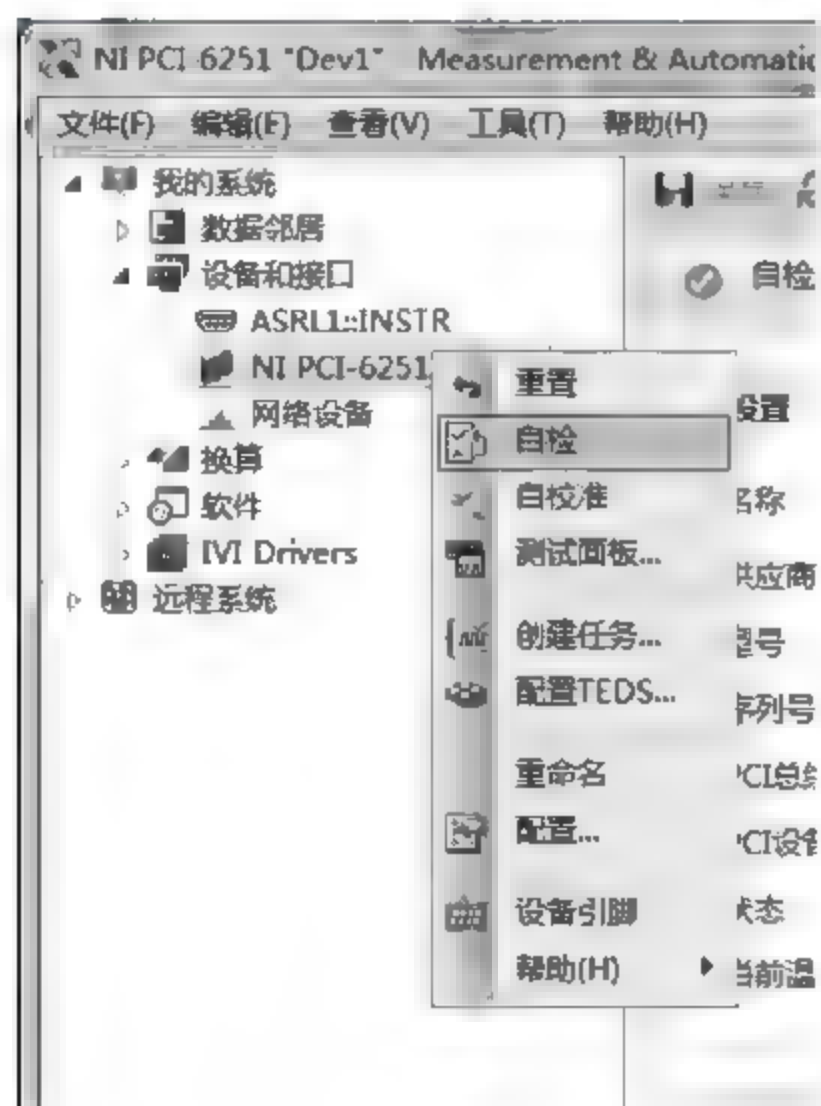 NI PCI-6251 "Dev1" Measurement & Automatic
文件(F) 编辑(E) 查看(V) 工具(T) 帮助(H)
我的系统
数据邻居
设备和接口
ASRL1::INSTR
NI PCI-6251
网络设备
换算
软件
IVI Drivers
远程系统
自检
重置
自检
自校准
测试面板...
创建任务...
配置TEDS...
重命名
配置...
设备引脚
帮助(H)
设置
名称
供应商
型号
序列号
PCI总
PCI设
状态
当前温